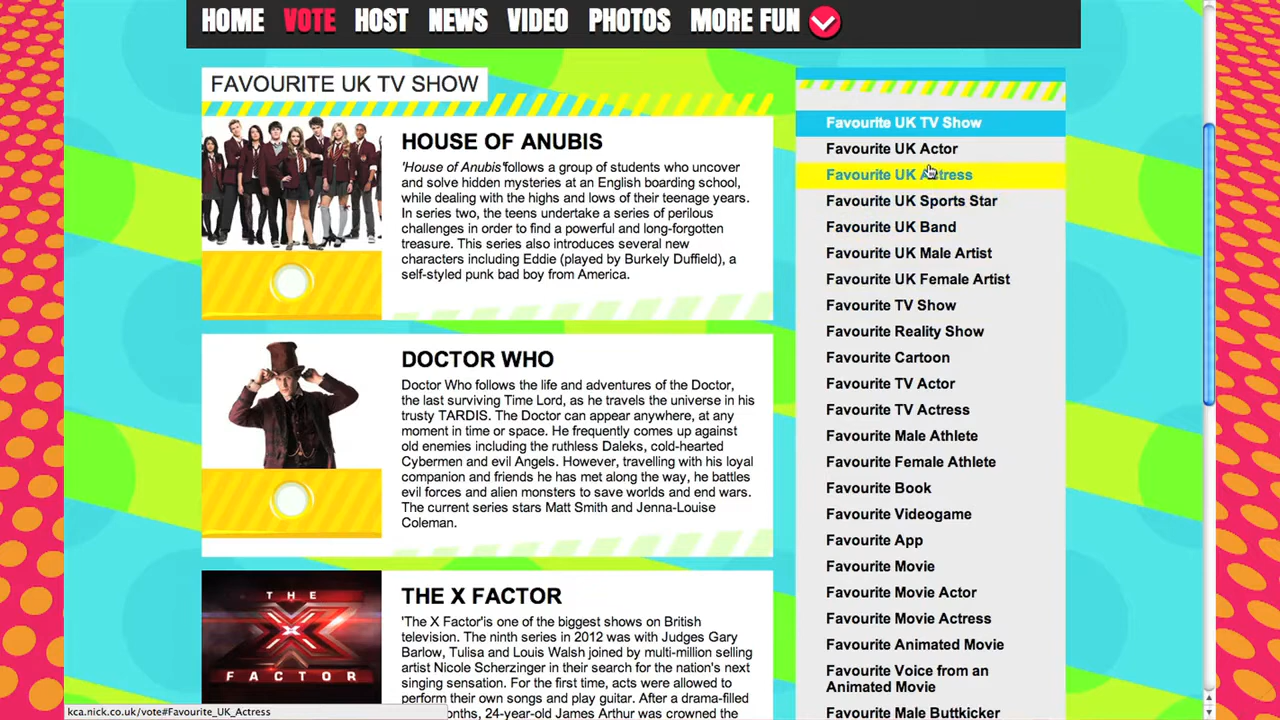 HOME VOTE HOST NEWS VIDEO PHOTOS MORE FUN
FAVOURITE UK TV SHOW
HOUSE OF ANUBIS
'House of Anubis'follows a group of students who uncover
and solve hidden mysteries at an English boarding school,
while dealing with the highs and lows of their teenage years.
In series two, the teens undertake a series of perilous
challenges in order to find a powerful and long-forgotten
treasure. This series also introduces several new
characters including Eddie (played by Burkely Duffield), a
self-styled punk bad boy from America.
DOCTOR WHO
Doctor Who follows the life and adventures of the Doctor,
the last surviving Time Lord, as he travels the universe in his
trusty TARDIS. The Doctor can appear anywhere, at any
moment in time or space. He frequently comes up against
old enemies including the ruthless Daleks, cold-hearted
Cybermen and evil Angels. However, travelling with his loyal
companion and friends he has met along the way, he battles
evil forces and alien monsters to save worlds and end wars.
The current series stars Matt Smith and Jenna-Louise
Coleman.
THE
X
FACTOR
THE X FACTOR
'The X Factor'is one of the biggest shows on British
television. The ninth series in 2012 was with Judges Gary
Barlow, Tulisa and Louis Walsh joined by multi-million selling
artist Nicole Scherzinger in their search for the nation's next
singing sensation. For the first time, acts were allowed to
perform their own songs and play guitar. After a drama-filled
months, 24-year-old James Arthur was crowned the
Favourite UK TV Show
Favourite UK Actor
Favourite UK Actress
Favourite UK Sports Star
Favourite UK Band
Favourite UK Male Artist
Favourite UK Female Artist
Favourite TV Show
Favourite Reality Show
Favourite Cartoon
Favourite TV Actor
Favourite TV Actress
Favourite Male Athlete
Favourite Female Athlete
Favourite Book
Favourite Videogame
Favourite App
Favourite Movie
Favourite Movie Actor
Favourite Movie Actress
Favourite Animated Movie
Favourite Voice from an
Animated Movie
Favourite Male Buttkicker
kca.nick.co.uk/vote#Favourite_UK_Actress